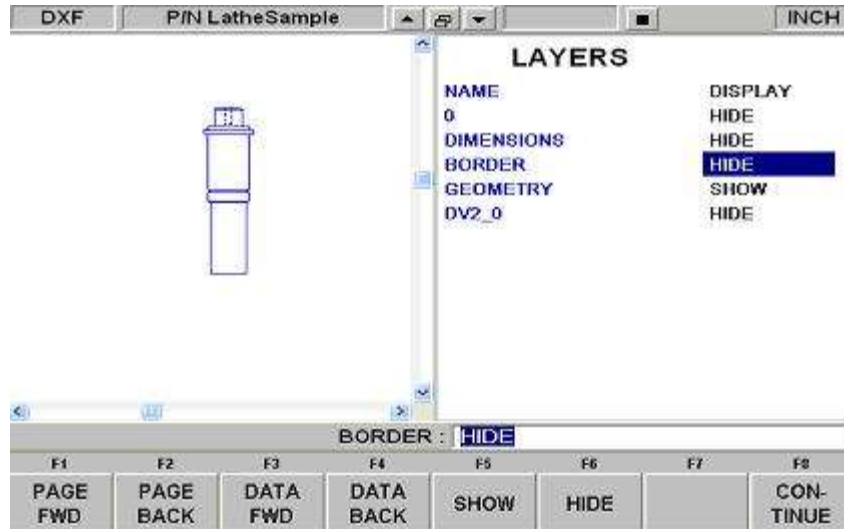 DXF P/N LatheSample INCH
LAYERS
NAME DISPLAY
0 HIDE
DIMENSIONS HIDE
BORDER HIDE
GEOMETRY SHOW
DV2_0 HIDE
BORDER : HIDE
F1 F2 F3 F4 F5 F6 F7 F8
PAGE FWD PAGE BACK DATA FWD DATA BACK SHOW HIDE CON-TINUE